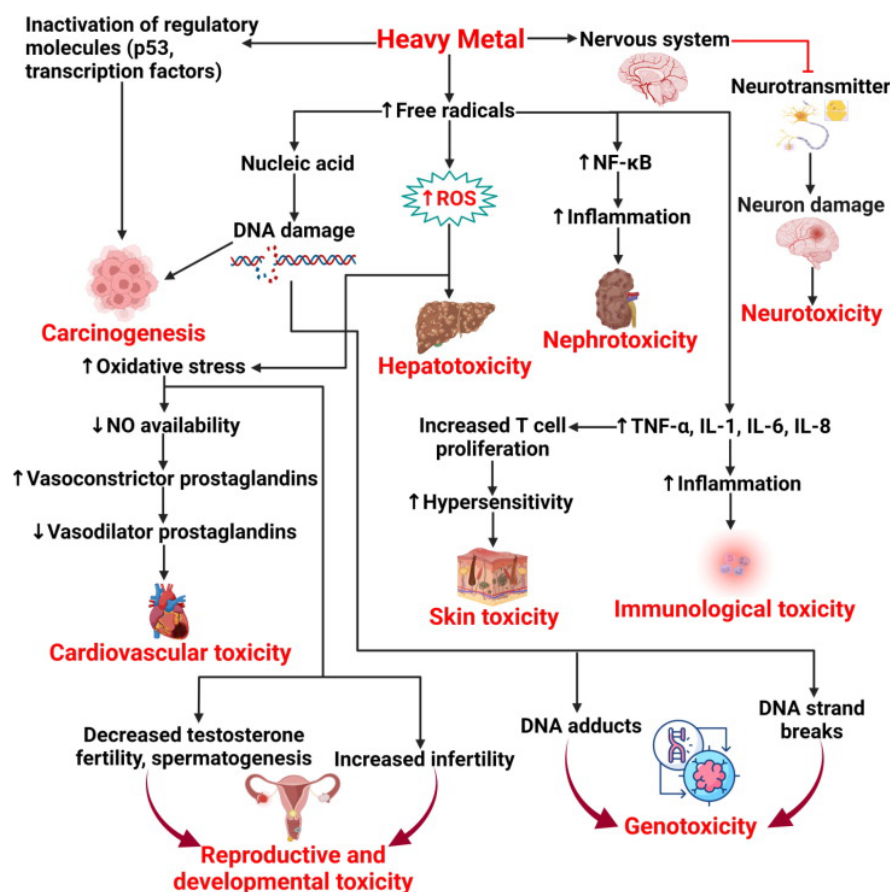 Inactivation of regulatory
molecules (p53,
transcription factors)
Heavy Metal
Nervous system
Neurotransmitter
↑Free radicals
Nucleic acid
↑ROS
↑NF-κB
DNA damage
↑Inflammation
Neuron damage
Carcinogenesis
Hepatotoxicity
Nephrotoxicity
Neurotoxicity
↑Oxidative stress
↓NO availability
↑Vasoconstrictor prostaglandins
↓Vasodilator prostaglandins
Cardiovascular toxicity
Increased T cell
proliferation
↑TNF-α, IL-1, IL-6, IL-8
↑Hypersensitivity
↑Inflammation
Skin toxicity
Immunological toxicity
Decreased testosterone
fertility, spermatogenesis
Increased infertility
Reproductive and
developmental toxicity
DNA adducts
DNA strand
breaks
Genotoxicity